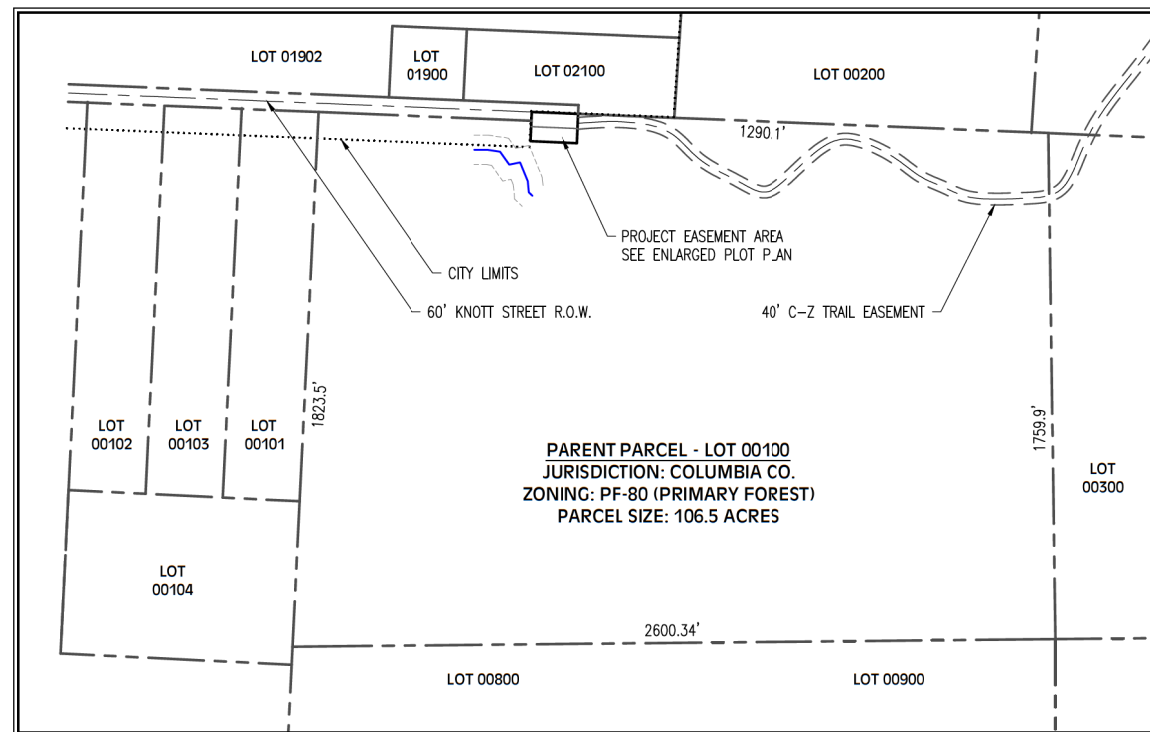 LOT 01902
LOT
01900
LOT 02100
LOT 00200
1290.1'
PROJECT EASEMENT AREA
SEE ENLARGED PLOT PLAN
CITY LIMITS
60' KNOTT STREET R.O.W.
40' C-Z TRAIL EASEMENT
1823.5'
1759.9'
LOT
00102
LOT
00103
LOT
00101
PARENT PARCEL - LOT 00100
JURISDICTION: COLUMBIA CO.
ZONING: PF-80 (PRIMARY FOREST)
PARCEL SIZE: 106.5 ACRES
LOT
00300
LOT
00104
2600.34'
LOT 00800
LOT 00900